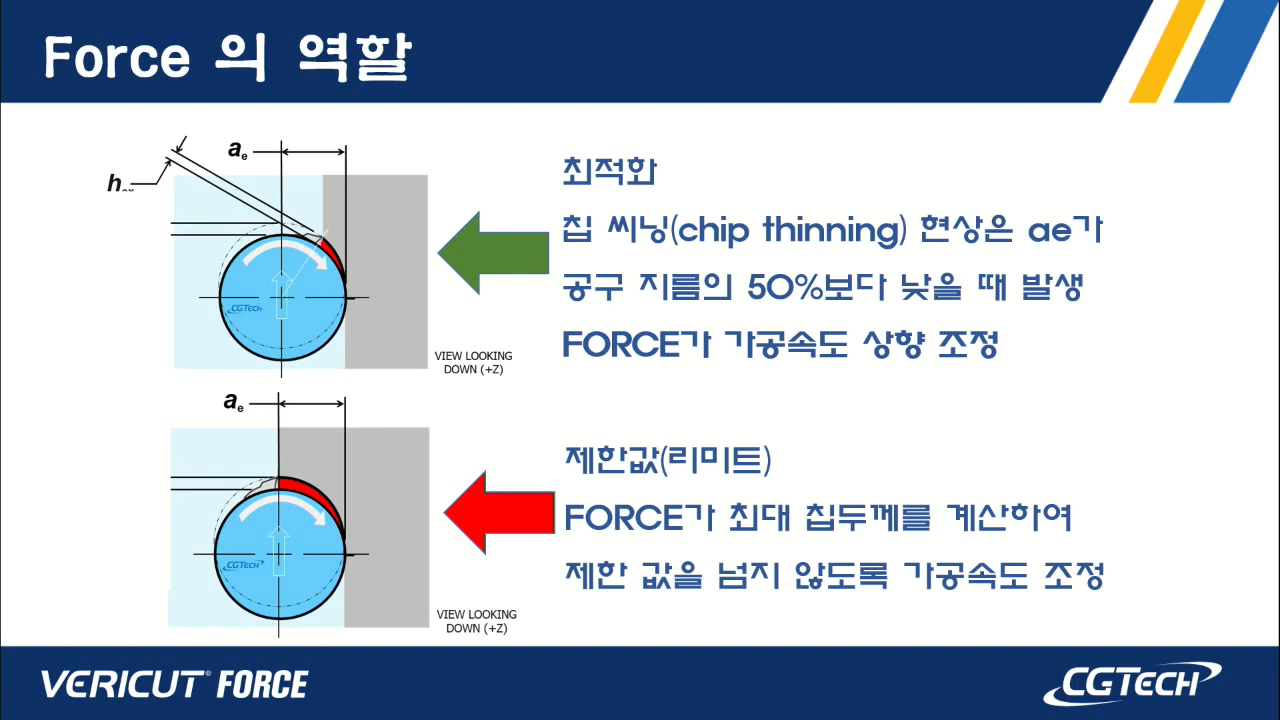 Force 의 역할
ae
최적화
칩 씨닝(chip thinning) 현상은 ae가
공구 지름의 50%보다 낮을 때 발생
FORCE가 가공속도 상향 조정
CGTECH
VIEW LOOKING
DOWN (+Z)
ae
제한값(리미트)
FORCE가 최대 칩두께를 계산하여
제한 값을 넘지 않도록 가공속도 조정
CGTECH
VIEW LOOKING
DOWN (+Z)
VERICUT® FORCE
CGTECH